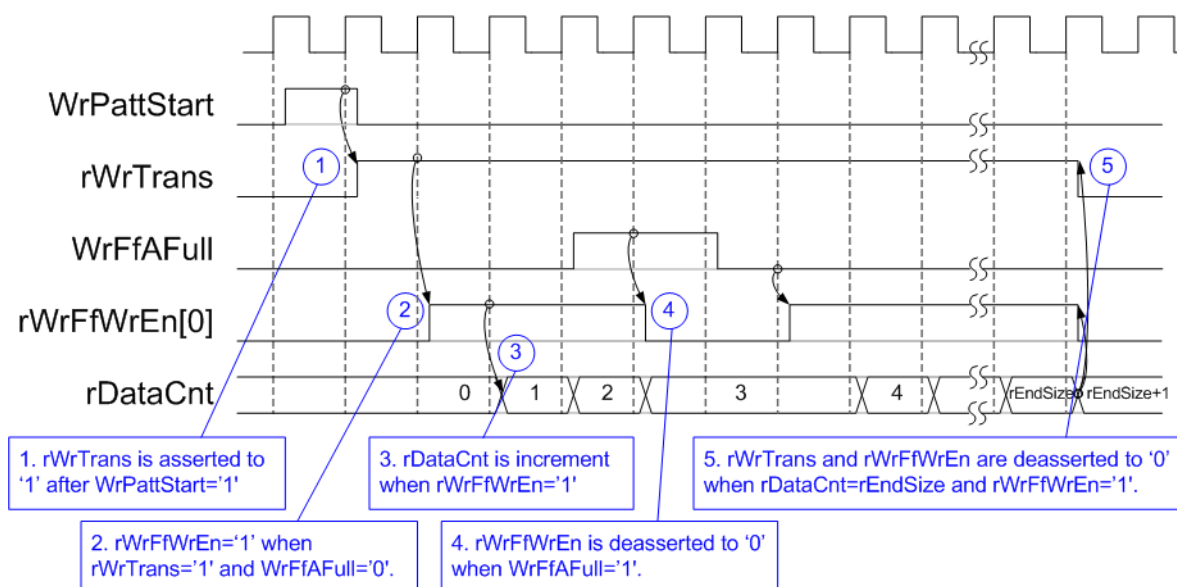 WrPattStart
rWrTrans
1
5
WrFfAFull
rWrFfWrEn[0]
2
4
3
rDataCnt
0 1 2 3 4 rEndSize rEndSize+1
1. rWrTrans is asserted to
‘1’ after WrPattStart=’1'
3. rDataCnt is increment
when rWrFfWrEn=’1'
5. rWrTrans and rWrFfWrEn are deasserted to ‘0’
when rDataCnt=rEndSize and rWrFfWrEn=’1’.
2. rWrFfWrEn=‘1’ when
rWrTrans=’1’ and WrFfAFull=’0’.
4. rWrFfWrEn is deasserted to ‘0’
when WrFfAFull=’1’.